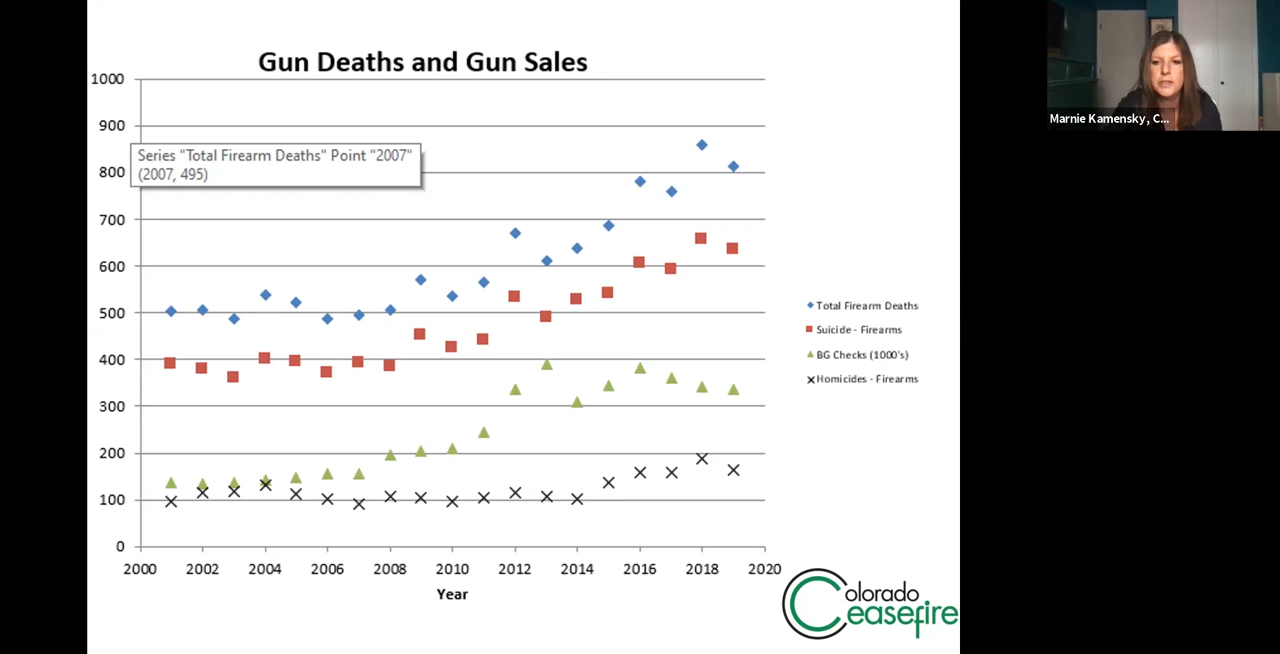 Gun Deaths and Gun Sales
1000
900
800
700
600
500
400
300
200
100
0
Series "Total Firearm Deaths" Point "2007"
(2007, 495)
2000 2002 2004 2006 2008 2010 2012 2014 2016 2018 2020
Year
Total Firearm Deaths
Suicide - Firearms
BG Checks (1000's)
Homicides - Firearms
Colorado
Ceasefire
Marnie Kamensky, C...